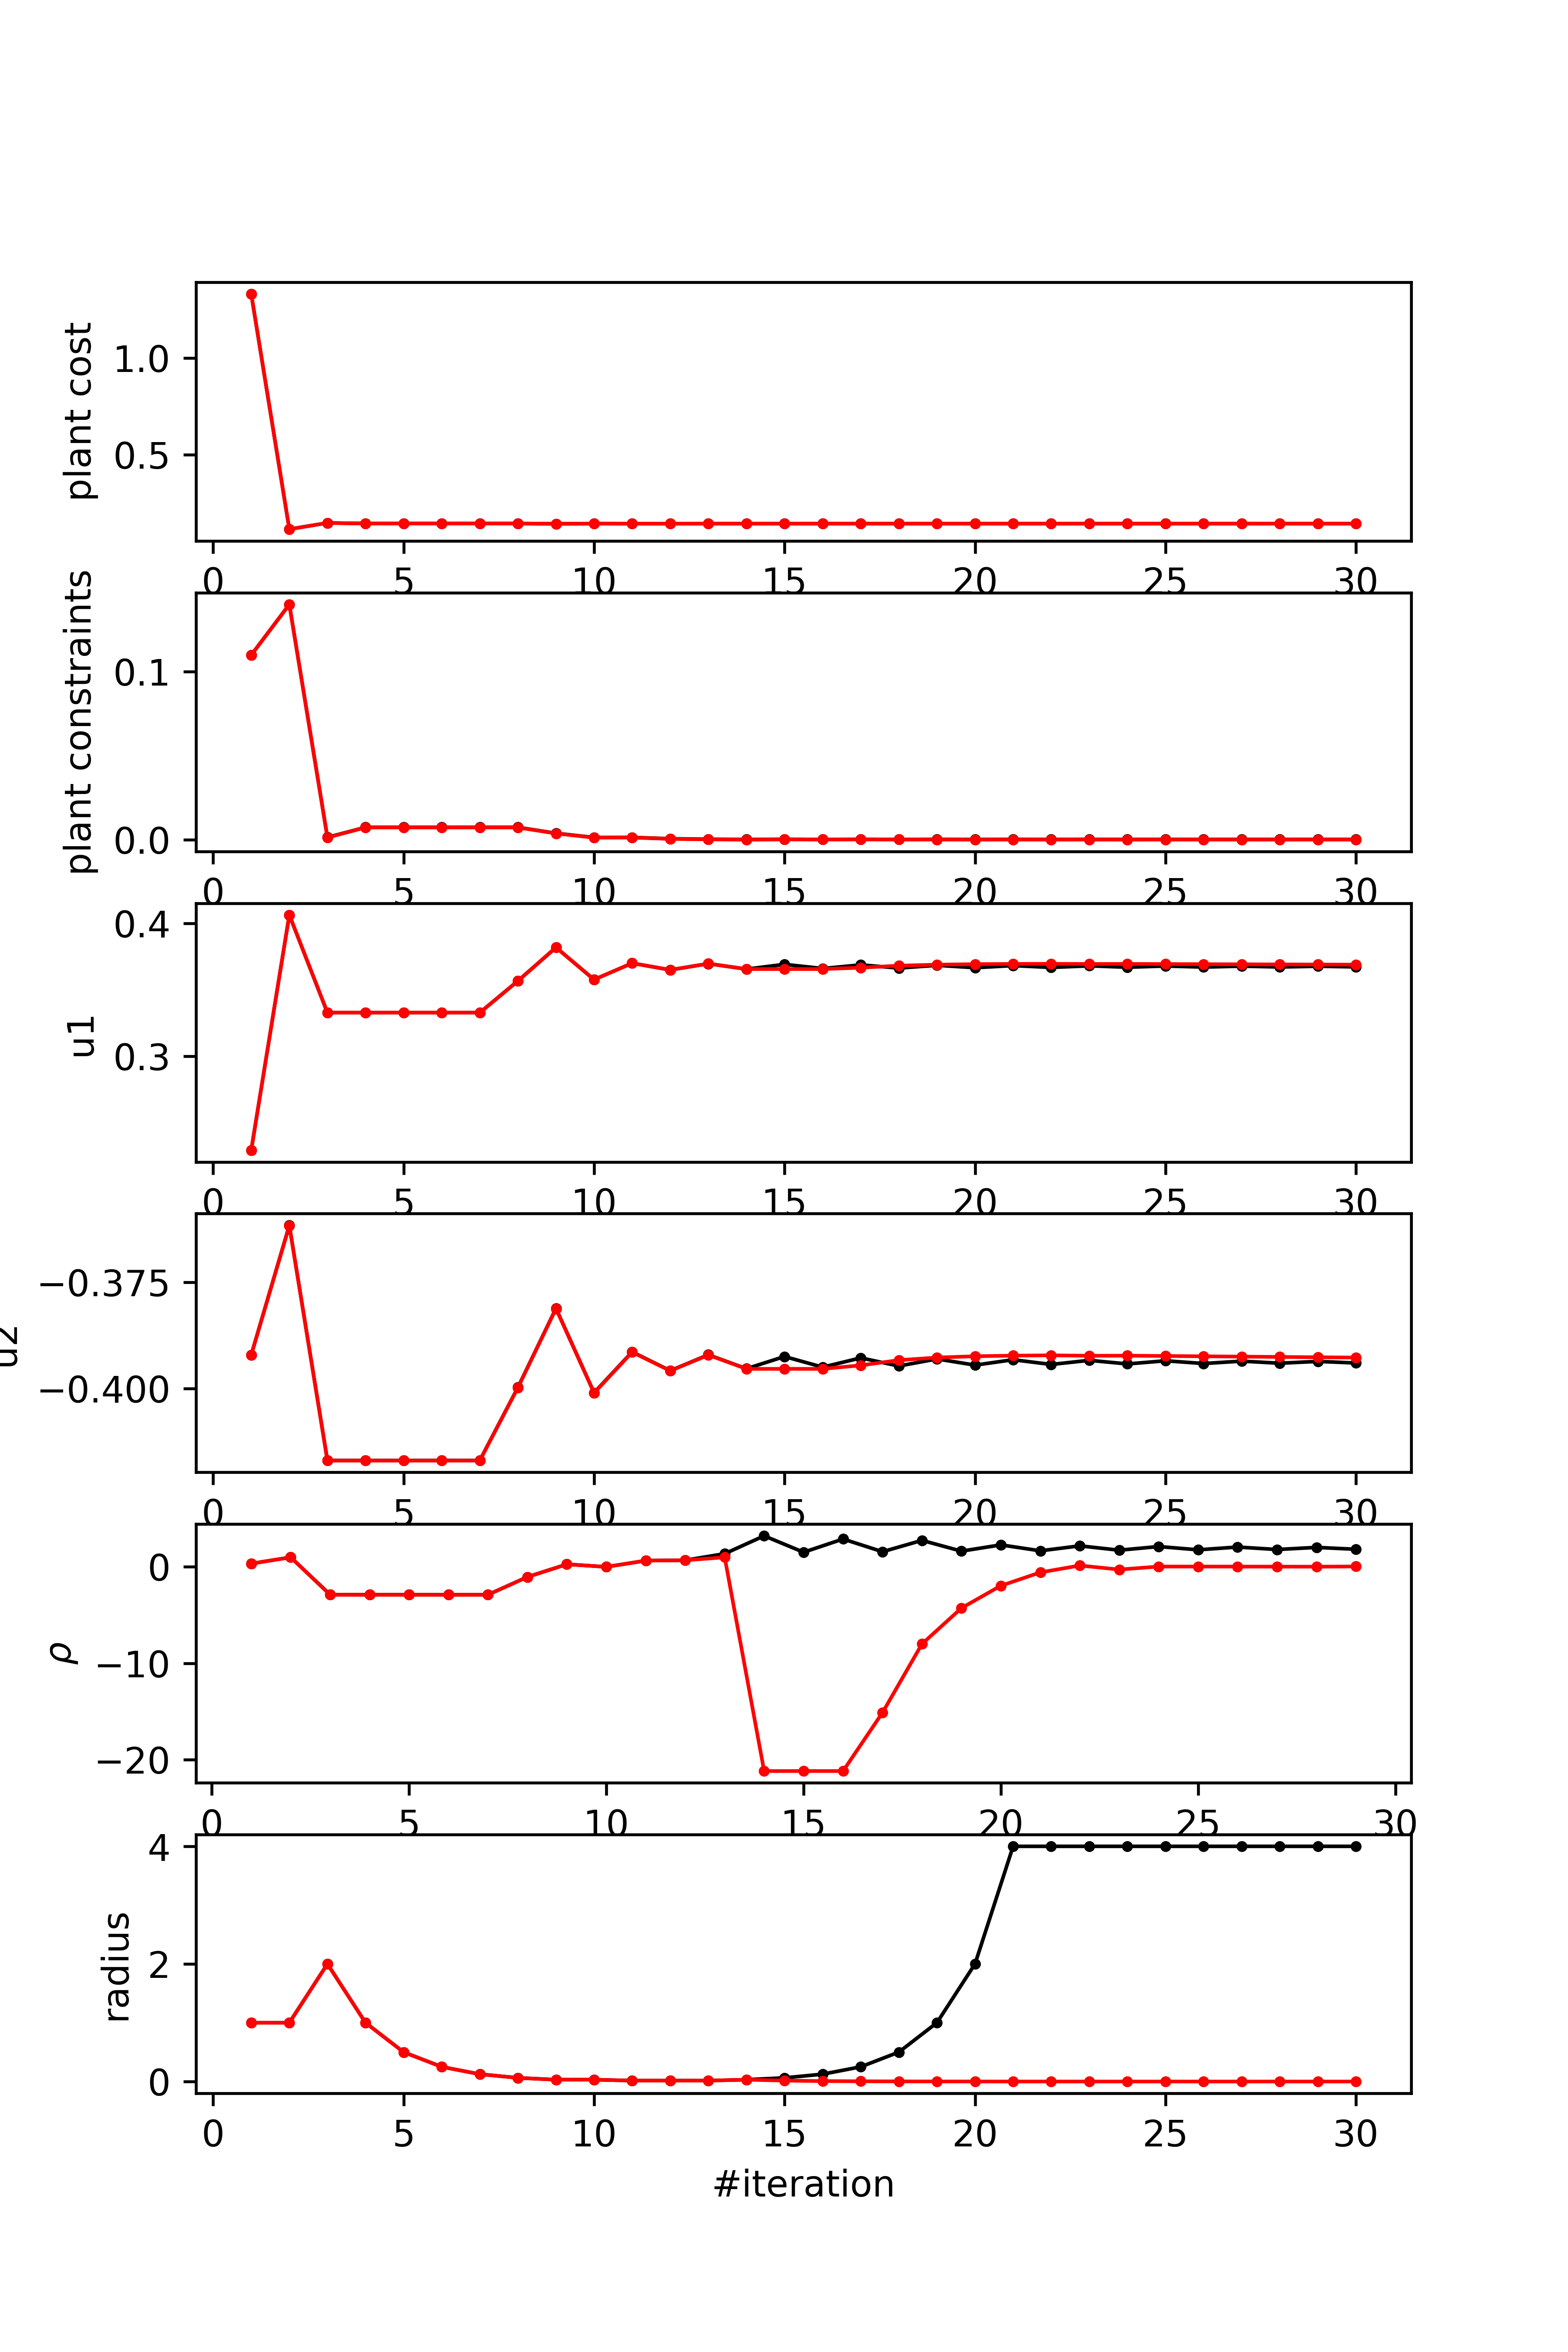 plant cost
1.0
0.5
0 5 10 15 20 25 30
plant constraints
0.1
0.0
0 5 10 15 20 25 30
u1
0.4
0.3
0 5 10 15 20 25 30
u2
−0.375
−0.400
0 5 10 15 20 25 30
ρ
0
−10
−20
0 5 10 15 20 25 30
radius
4
2
0
0 5 10 15 20 25 30
#iteration